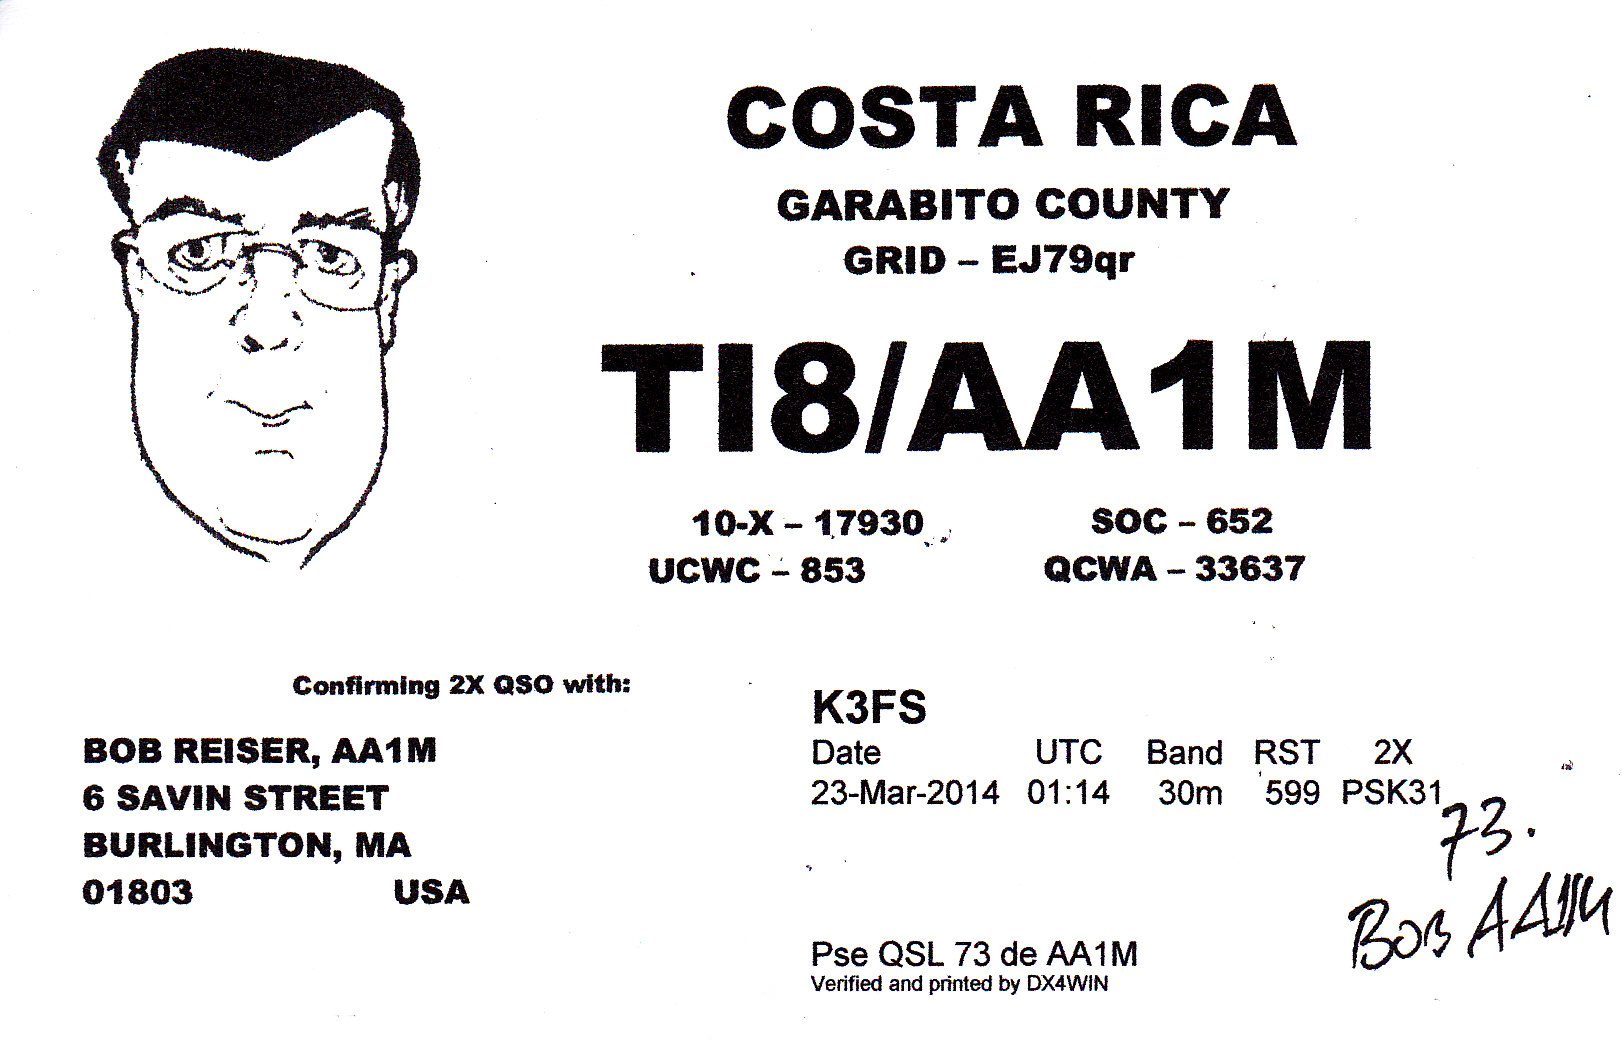 COSTA RICA
GARABITO COUNTY
GRID – EJ79qr
TI8/AA1M
10-X – 17930 SOC – 652
UCWC – 853 QCWA – 33637
Confirming 2X QSO with:
BOB REISER, AA1M
6 SAVIN STREET
BURLINGTON, MA
01803 USA
K3FS
Date UTC Band RST 2X
23-Mar-2014 01:14 30m 599 PSK31
73.
BOB AA1M
Pse QSL 73 de AA1M
Verified and printed by DX4WIN